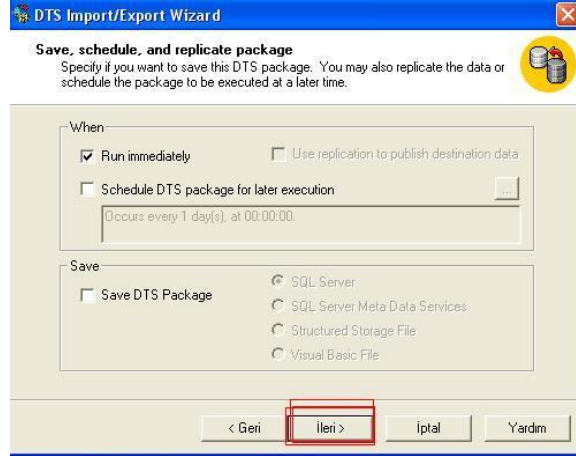 DTS Import/Export Wizard
Save, schedule, and replicate package
Specify if you want to save this DTS package. You may also replicate the data or
schedule the package to be executed at a later time.
When
Run immediately
Use replication to publish destination data
Schedule DTS package for later execution
...
Occurs every 1 day(s), at 00:00:00.
Save
Save DTS Package
SQL Server
SQL Server Meta Data Services
Structured Storage File
Visual Basic File
< Geri
İleri >
İptal
Yardım